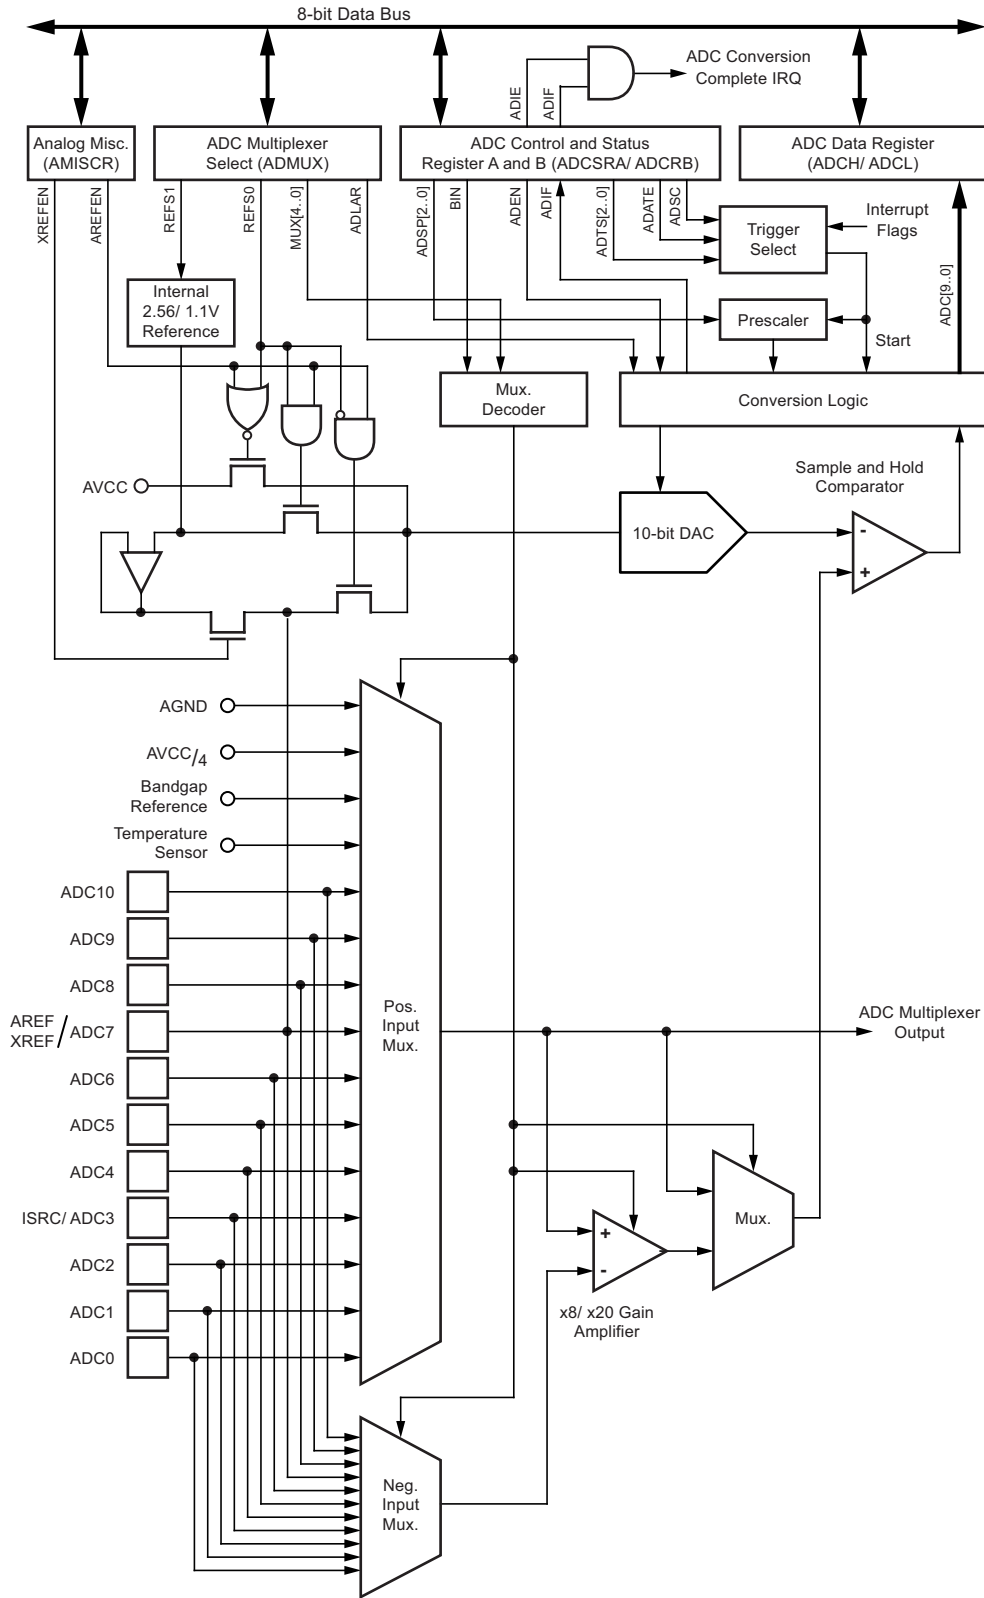 8-bit Data Bus
ADC Conversion
Complete IRQ
ADIE
ADIF
Analog Misc.
(AMISCR)
ADC Multiplexer
Select (ADMUX)
ADC Control and Status
Register A and B (ADCSRA/ ADCRB)
ADC Data Register
(ADCH/ ADCL)
XREFEN
AREFEN
REFS1
REFS0
MUX[4..0]
ADLAR
ADSP[2..0]
BIN
ADEN
ADIF
ADTS[2..0]
ADATE
ADSC
Trigger
Select
Interrupt
Flags
ADC[9..0]
Internal
2.56/ 1.1V
Reference
Prescaler
Start
Mux.
Decoder
Conversion Logic
AVCC
Sample and Hold
Comparator
10-bit DAC
-
+
AGND
AVCC/4
Bandgap
Reference
Temperature
Sensor
ADC10
ADC9
ADC8
AREF
XREF / ADC7
Pos.
Input
Mux.
ADC Multiplexer
Output
ADC6
ADC5
ADC4
ISRC/ ADC3
Mux.
+
-
ADC2
ADC1
x8/ x20 Gain
Amplifier
ADC0
Neg.
Input
Mux.